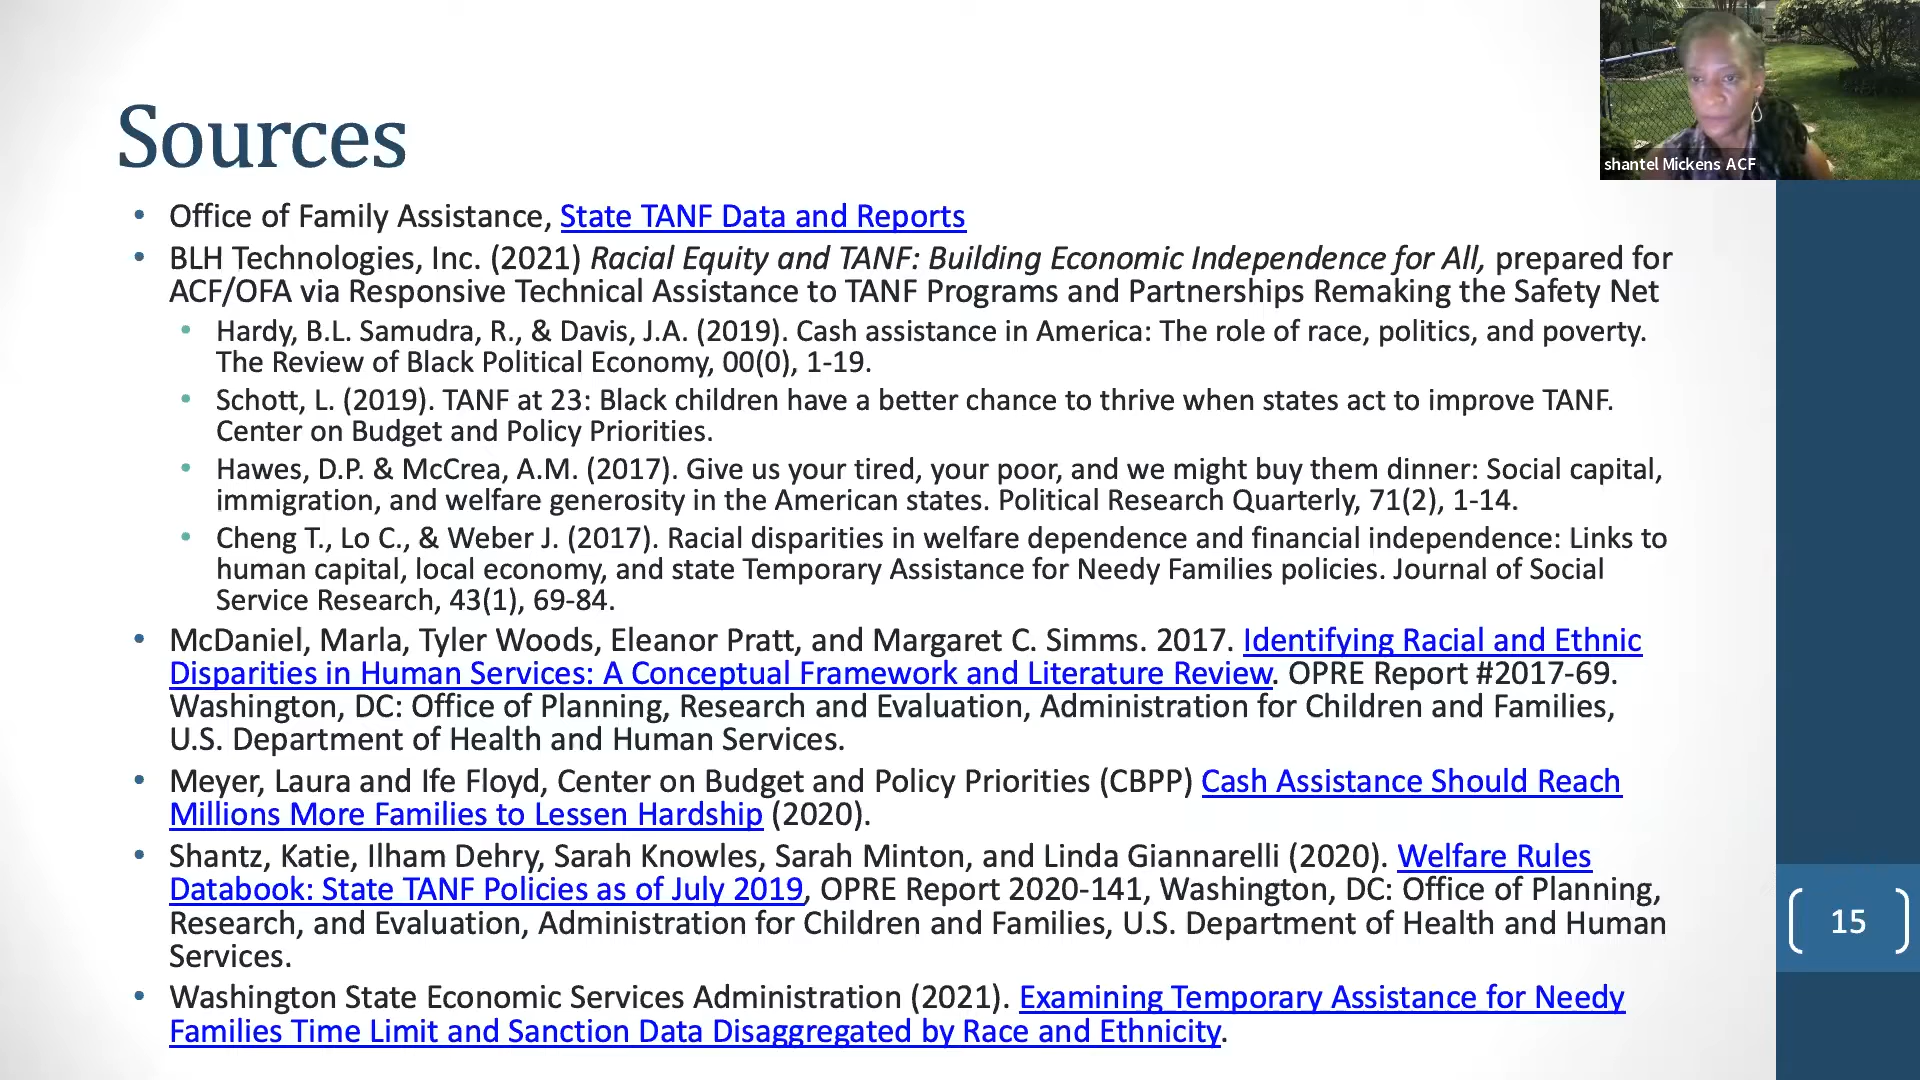 Sources
shantel Mickens ACF
• Office of Family Assistance, State TANF Data and Reports
• BLH Technologies, Inc. (2021) Racial Equity and TANF: Building Economic Independence for All, prepared for
ACF/OFA via Responsive Technical Assistance to TANF Programs and Partnerships Remaking the Safety Net
• Hardy, B.L. Samudra, R., & Davis, J.A. (2019). Cash assistance in America: The role of race, politics, and poverty.
The Review of Black Political Economy, 00(0), 1-19.
• Schott, L. (2019). TANF at 23: Black children have a better chance to thrive when states act to improve TANF.
Center on Budget and Policy Priorities.
• Hawes, D.P. & McCrea, A.M. (2017). Give us your tired, your poor, and we might buy them dinner: Social capital,
immigration, and welfare generosity in the American states. Political Research Quarterly, 71(2), 1-14.
• Cheng T., Lo C., & Weber J. (2017). Racial disparities in welfare dependence and financial independence: Links to
human capital, local economy, and state Temporary Assistance for Needy Families policies. Journal of Social
Service Research, 43(1), 69-84.
• McDaniel, Marla, Tyler Woods, Eleanor Pratt, and Margaret C. Simms. 2017. Identifying Racial and Ethnic
Disparities in Human Services: A Conceptual Framework and Literature Review. OPRE Report #2017-69.
Washington, DC: Office of Planning, Research and Evaluation, Administration for Children and Families,
U.S. Department of Health and Human Services.
• Meyer, Laura and Ife Floyd, Center on Budget and Policy Priorities (CBPP) Cash Assistance Should Reach
Millions More Families to Lessen Hardship (2020).
• Shantz, Katie, Ilham Dehry, Sarah Knowles, Sarah Minton, and Linda Giannarelli (2020). Welfare Rules
Databook: State TANF Policies as of July 2019, OPRE Report 2020-141, Washington, DC: Office of Planning,
Research, and Evaluation, Administration for Children and Families, U.S. Department of Health and Human
Services.
• Washington State Economic Services Administration (2021). Examining Temporary Assistance for Needy
Families Time Limit and Sanction Data Disaggregated by Race and Ethnicity.
15